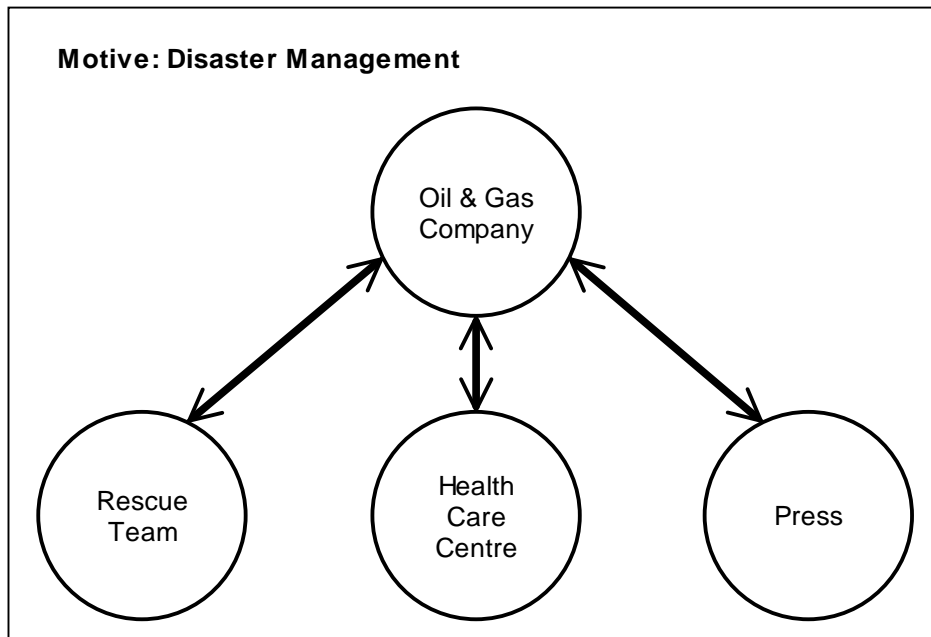 Motive: Disaster Management
Oil & Gas
Company
Rescue
Team
Health
Care
Centre
Press